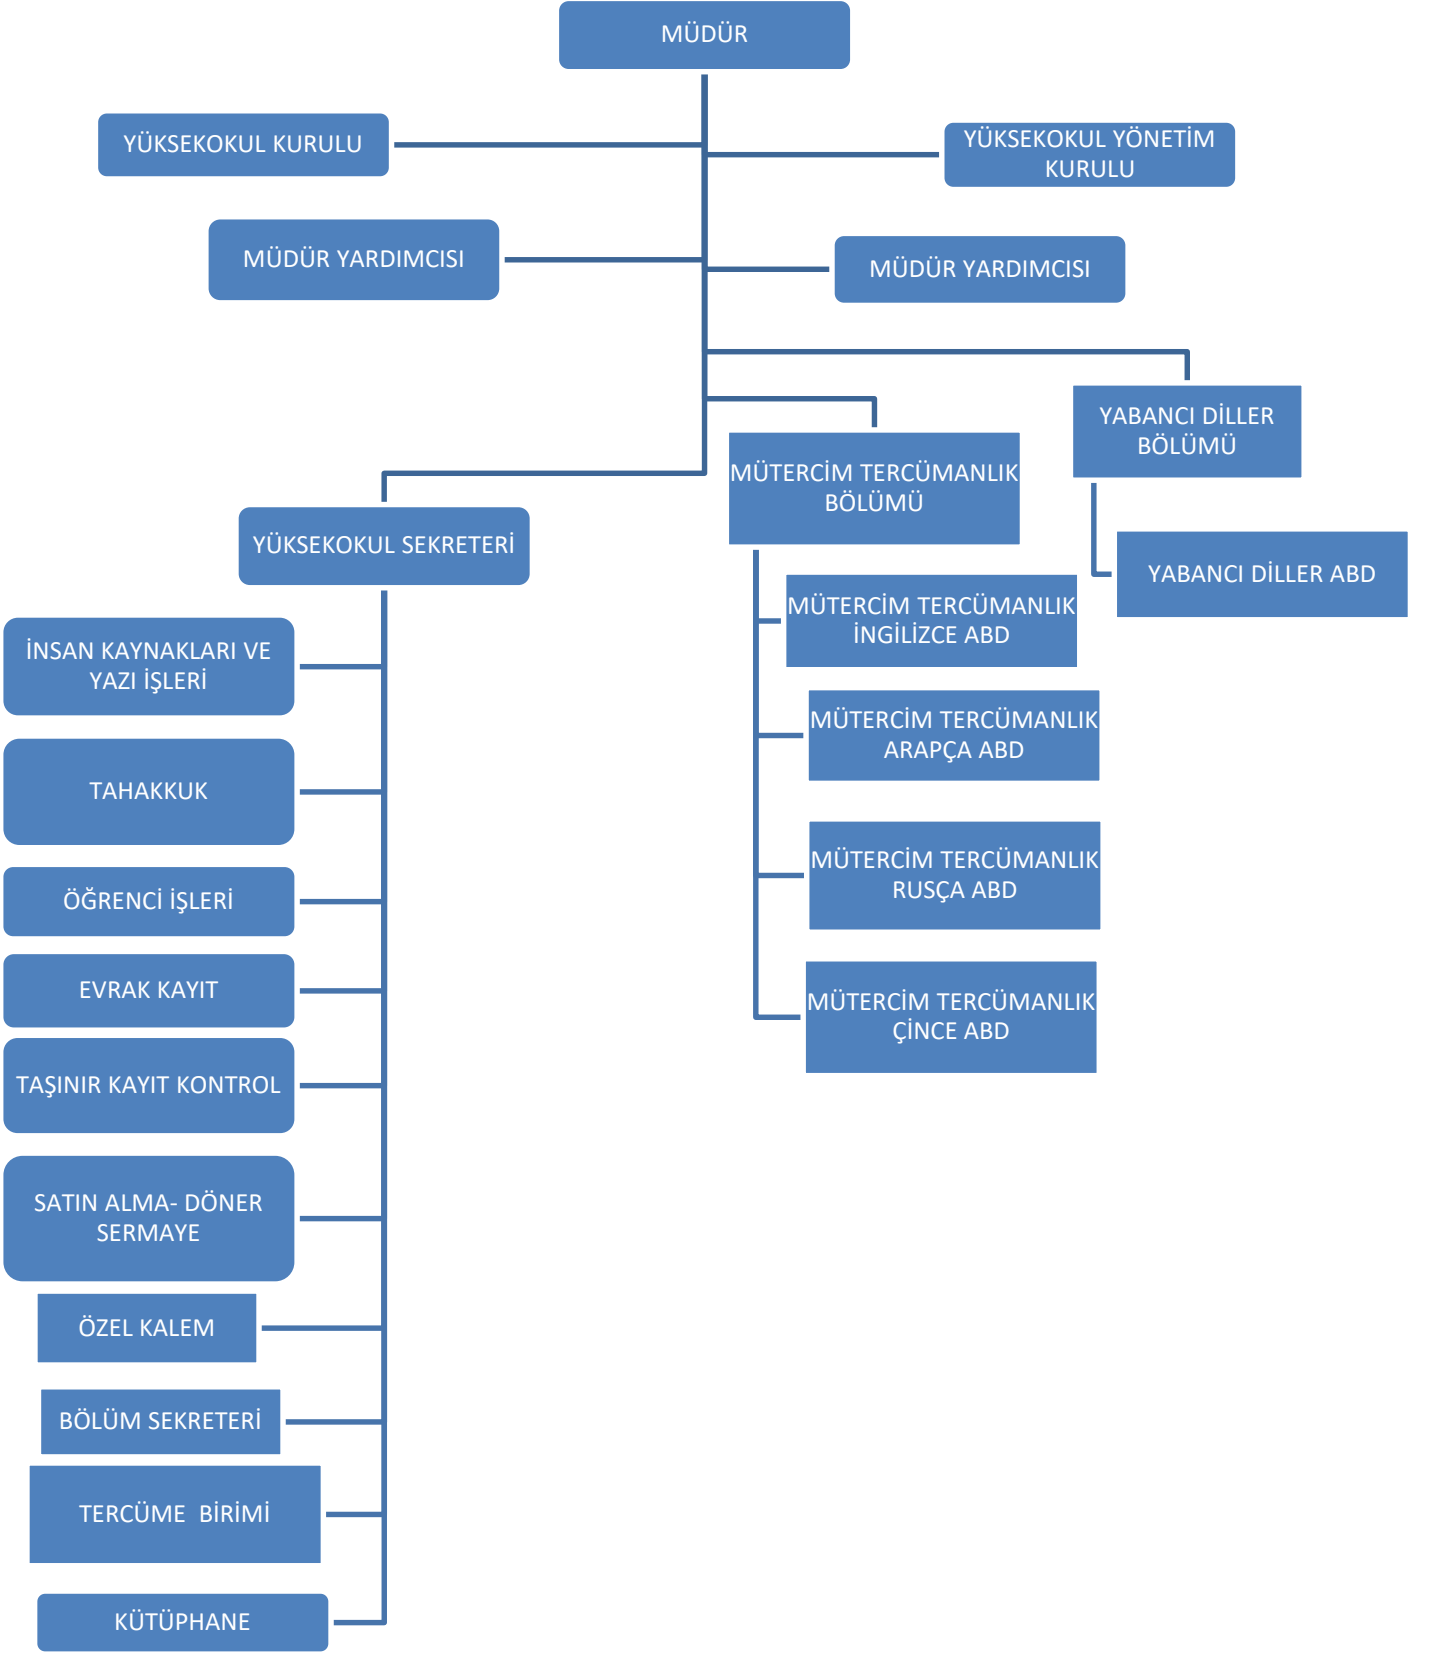 MÜDÜR
YÜKSEKOKUL KURULU
YÜKSEKOKUL YÖNETİM
KURULU
MÜDÜR YARDIMCISI
MÜDÜR YARDIMCISI
YABANCI DİLLER
BÖLÜMÜ
YABANCI DİLLER ABD
MÜTERCİM TERCÜMANLIK
BÖLÜMÜ
MÜTERCİM TERCÜMANLIK
İNGİLİZCE ABD
MÜTERCİM TERCÜMANLIK
ARAPÇA ABD
MÜTERCİM TERCÜMANLIK
RUSÇA ABD
MÜTERCİM TERCÜMANLIK
ÇİNCE ABD
YÜKSEKOKUL SEKRETERİ
İNSAN KAYNAKLARI VE
YAZI İŞLERİ
TAHAKKUK
ÖĞRENCİ İŞLERİ
EVRAK KAYIT
TAŞINIR KAYIT KONTROL
SATIN ALMA- DÖNER
SERMAYE
ÖZEL KALEM
BÖLÜM SEKRETERİ
TERCÜME  BİRİMİ
KÜTÜPHANE